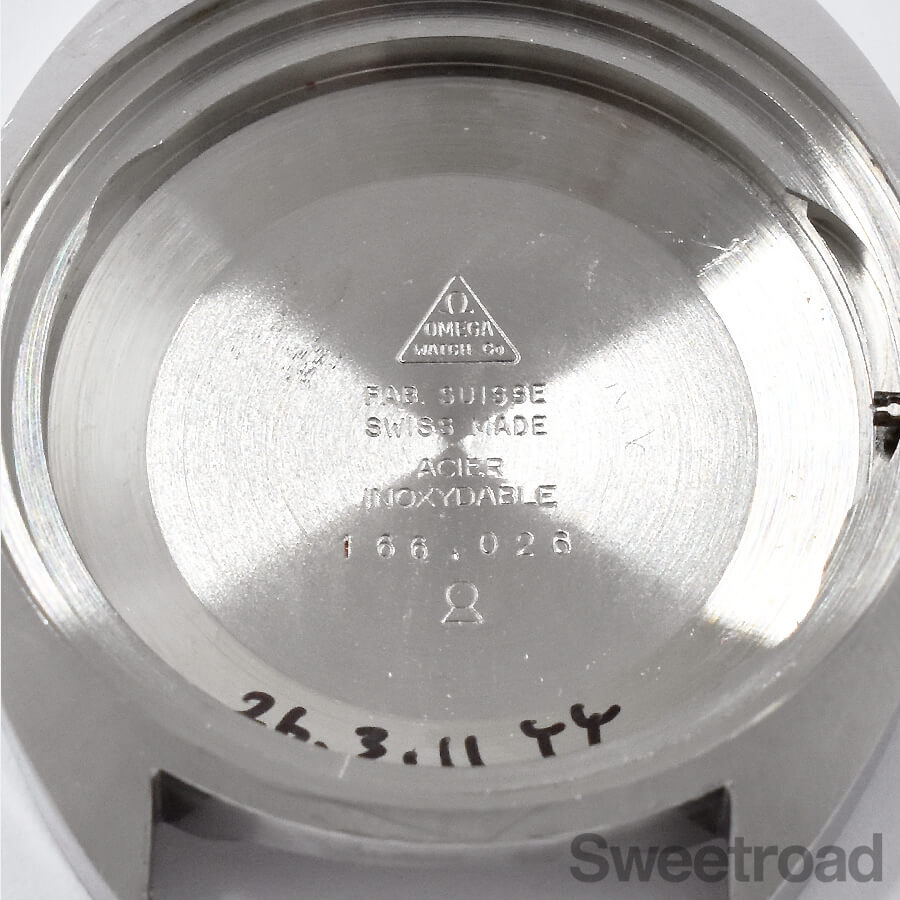 Ω
OMEGA
WATCH Co
FAB. SUISSE
SWISS MADE
ACIER
INOXYDABLE
166.026
26.3.11
Sweetroad